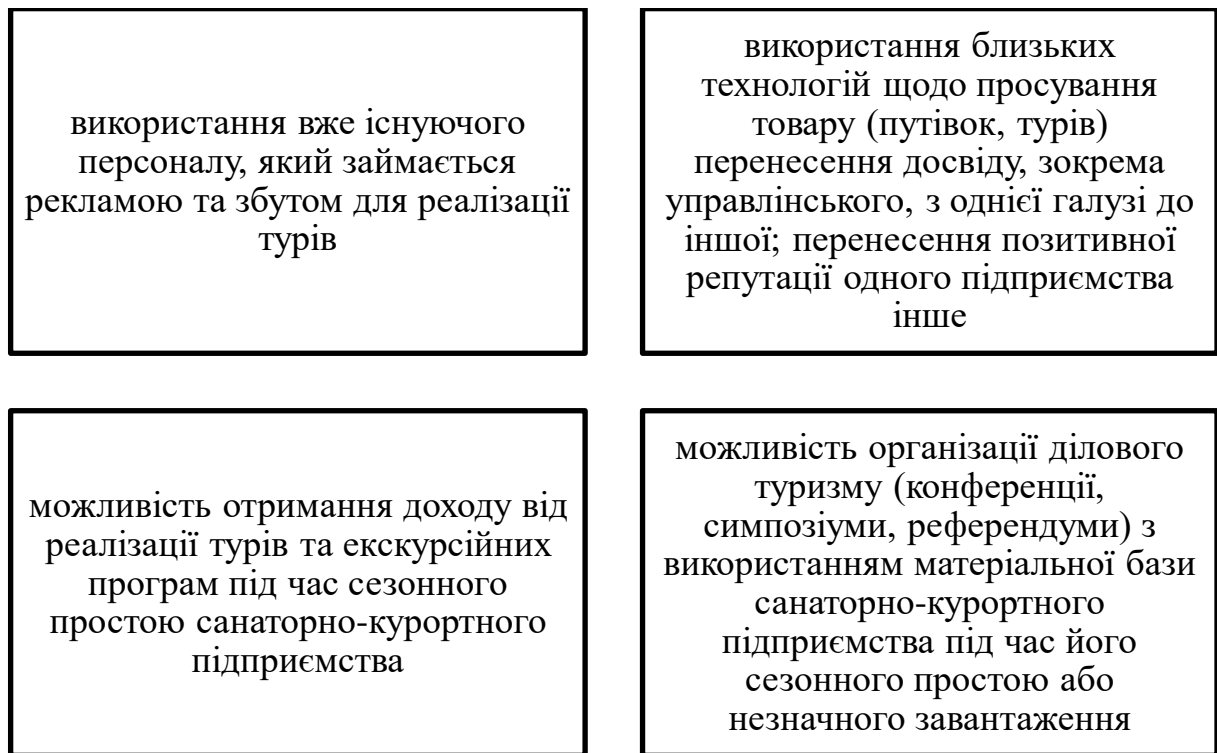 використання вже існуючого
персоналу, який займається
рекламою та збутом для реалізації
турів
використання близьких
технологій щодо просування
товару (путівок, турів)
перенесення досвіду, зокрема
управлінського, з однієї галузі до
іншої; перенесення позитивної
репутації одного підприємства
інше
можливість отримання доходу від
реалізації турів та екскурсійних
програм під час сезонного
простою санаторно-курортного
підприємства
можливість організації ділового
туризму (конференції,
симпозіуми, референдуми) з
використанням матеріальної бази
санаторно-курортного
підприємства під час його
сезонного простою або
незначного завантаження